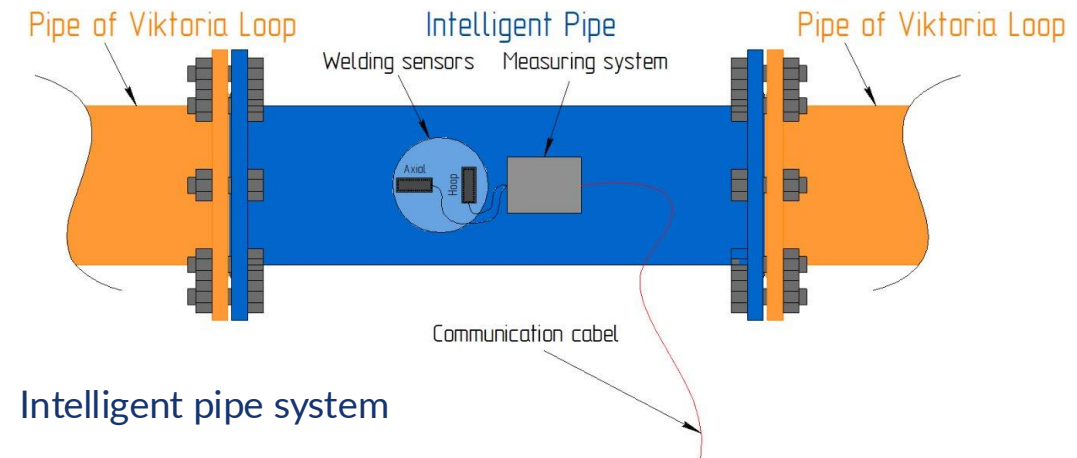 Pipe of Viktoria Loop
Intelligent Pipe
Pipe of Viktoria Loop
Welding sensors
Measuring system
Axial
Hoop
Communication cabel
Intelligent pipe system